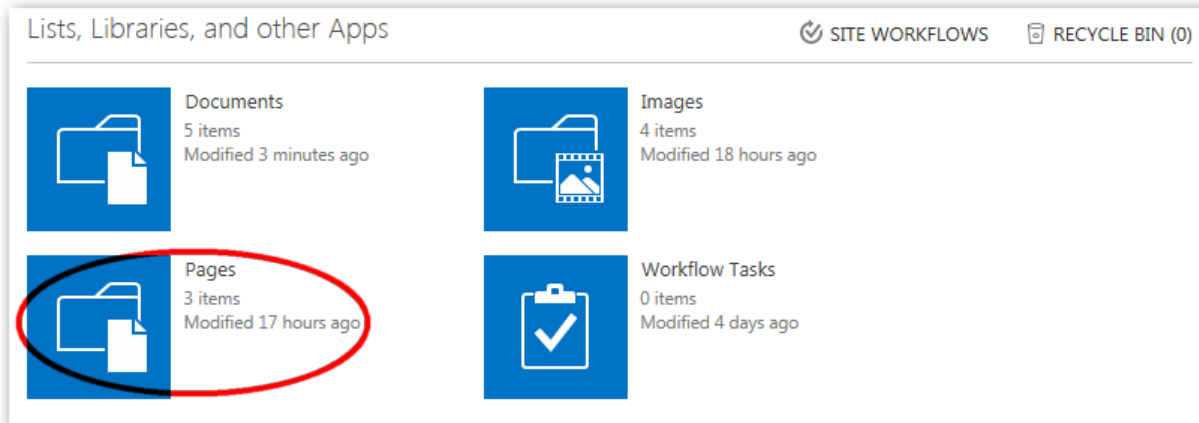 Lists, Libraries, and other Apps
SITE WORKFLOWS
RECYCLE BIN (0)
Documents
5 items
Modified 3 minutes ago
Images
4 items
Modified 18 hours ago
Pages
3 items
Modified 17 hours ago
Workflow Tasks
0 items
Modified 4 days ago